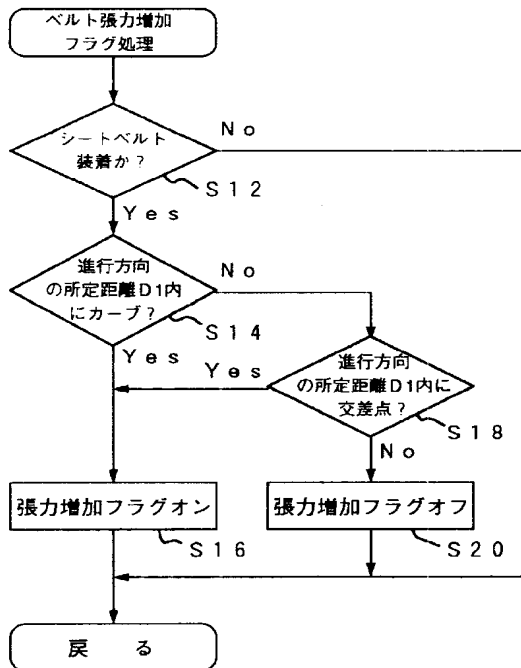 ベルト張力増加
フラグ処理
シートベルト
装着か？
No
S12
Yes
進行方向
の所定距離D1内
にカーブ？
No
S14
Yes
進行方向
の所定距離D1内に
交差点？
Yes
S18
No
張力増加フラグオン
S16
張力増加フラグオフ
S20
戻る